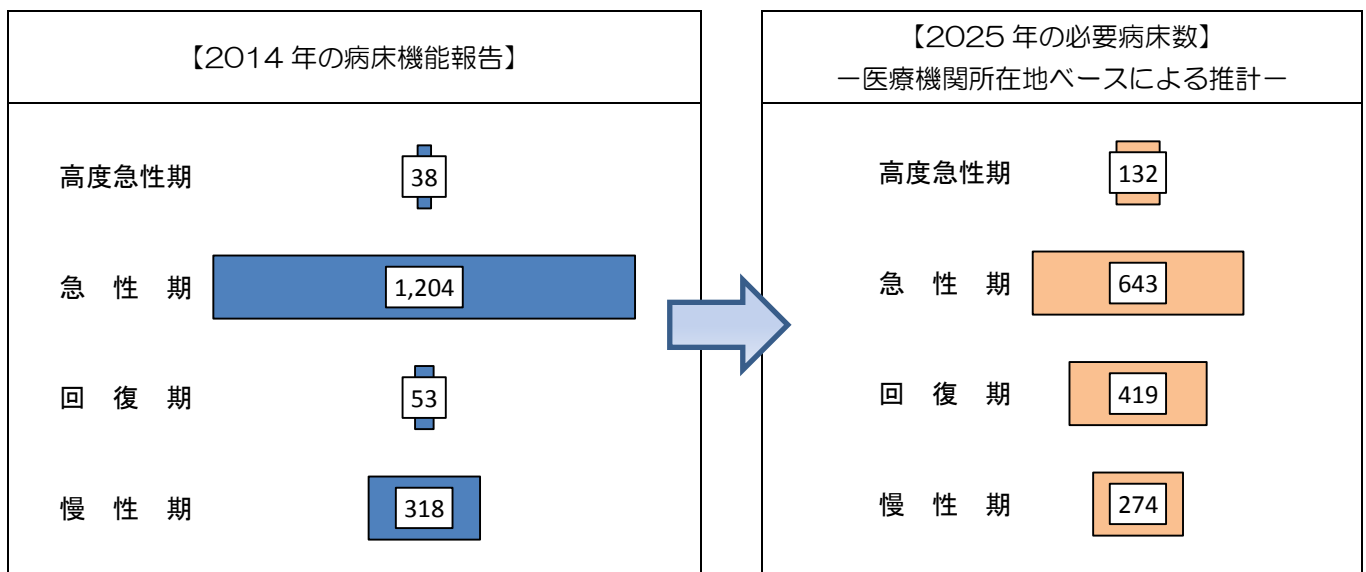 【2014 年の病床機能報告】
高度急性期
38
急 性 期
1,204
回 復 期
53
慢 性 期
318
【2025 年の必要病床数】
－医療機関所在地ベースによる推計－
高度急性期
132
急 性 期
643
回 復 期
419
慢 性 期
274